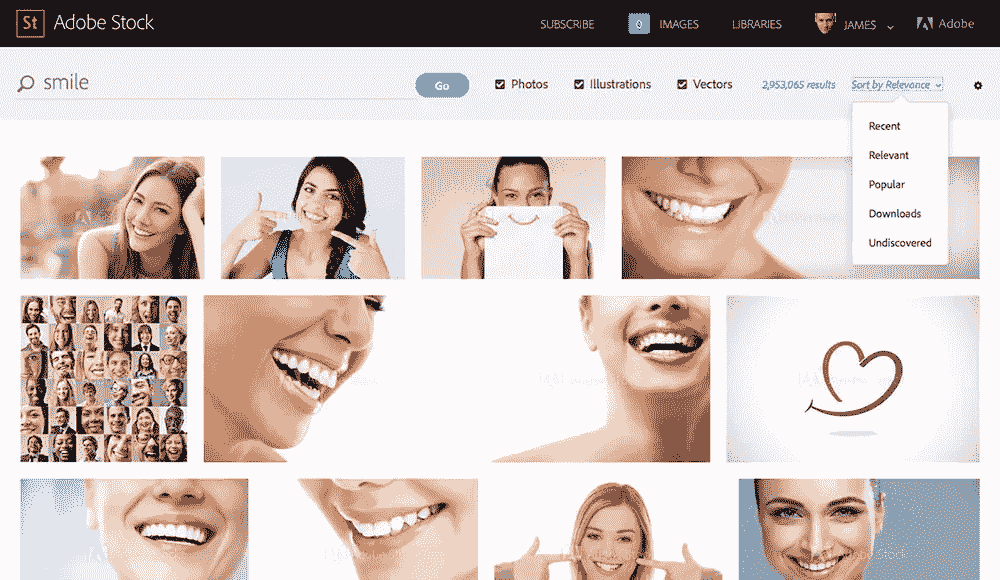 St Adobe Stock SUBSCRIBE 0 IMAGES LIBRARIES JAMES Adobe
smile Go Photos Illustrations Vectors 2,953,065 results Sort by Relevance
Recent
Relevant
Popular
Downloads
Undiscovered